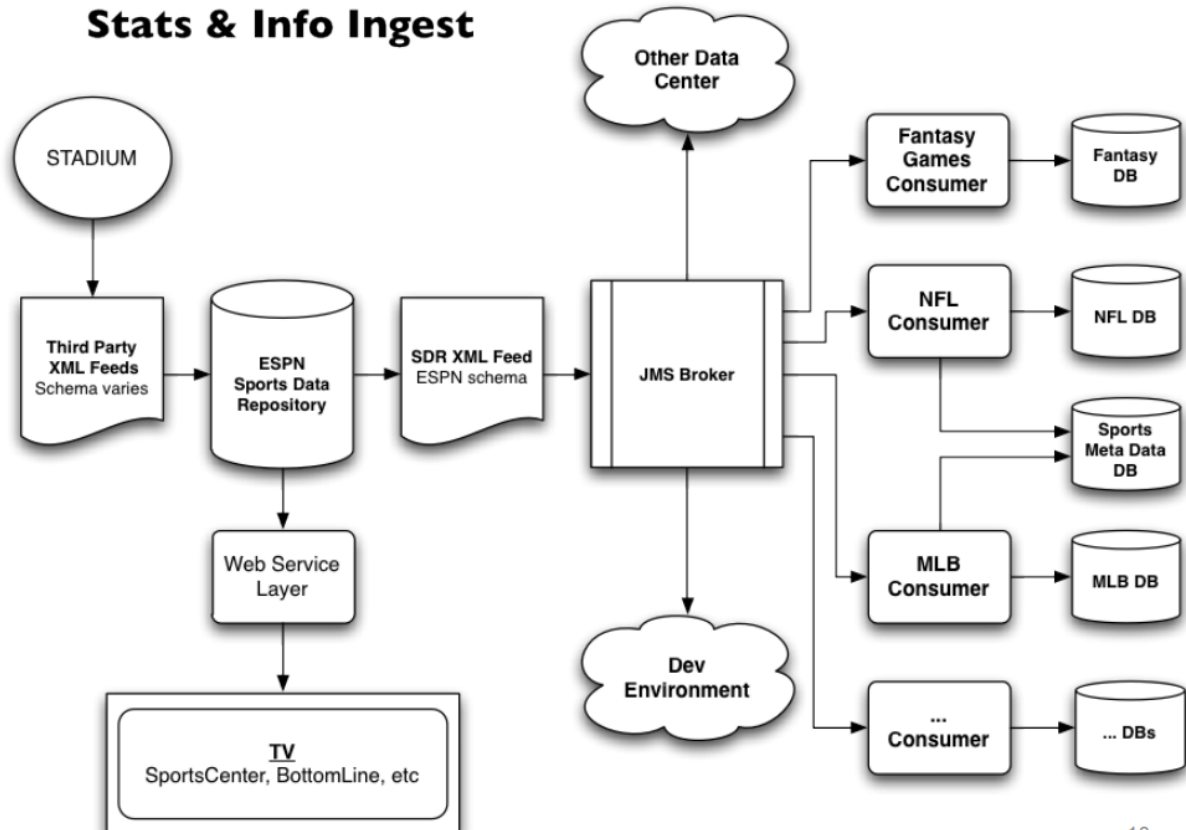 Stats & Info Ingest
STADIUM
Third Party
XML Feeds
Schema varies
ESPN
Sports Data
Repository
SDR XML Feed
ESPN schema
JMS Broker
Other Data
Center
Dev
Environment
Web Service
Layer
TV
SportsCenter, BottomLine, etc
Fantasy
Games
Consumer
Fantasy
DB
NFL
Consumer
NFL DB
Sports
Meta Data
DB
MLB
Consumer
MLB DB
...
Consumer
... DBs